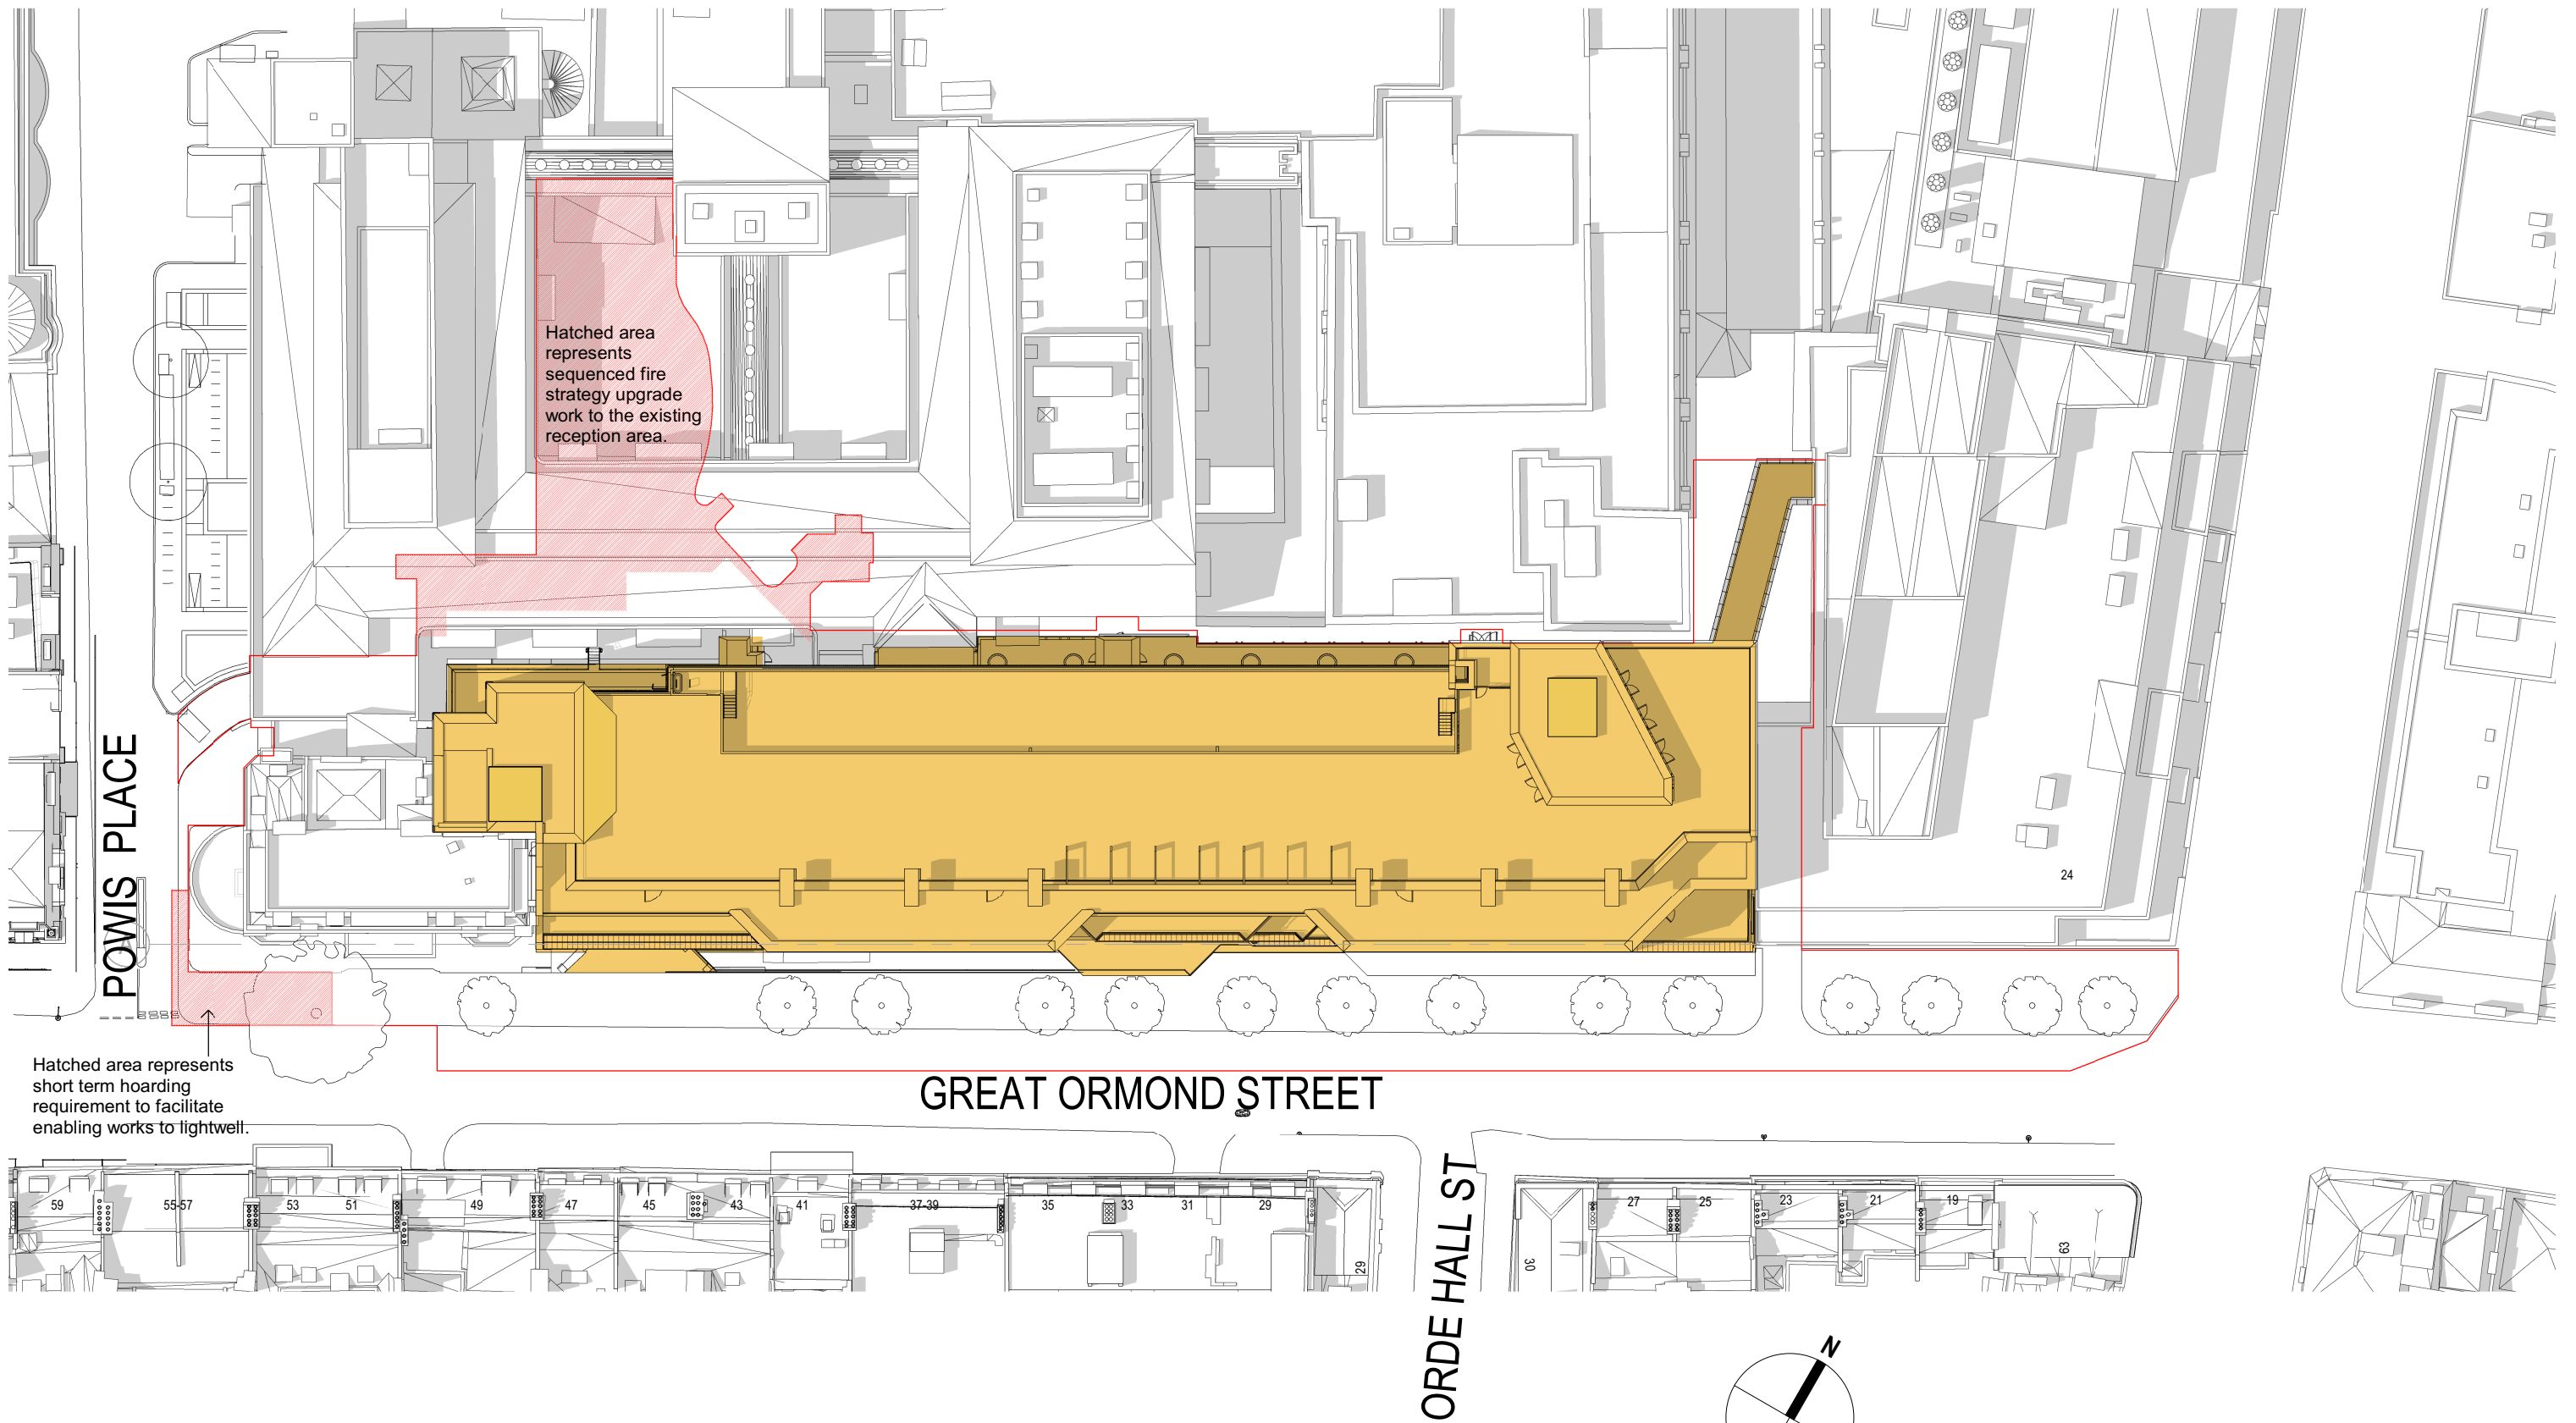 Hatched area
represents
sequenced fire
strategy upgrade
work to the existing
reception area.
POWIS PLACE
24
Hatched area represents
short term hoarding
requirement to facilitate
enabling works to lightwell.
GREAT ORMOND STREET
ORDE HALL ST
59
55-57
53
51
49
47
45
43
41
37-39
35
33
31
29
29
30
27
25
23
21
19
63
N